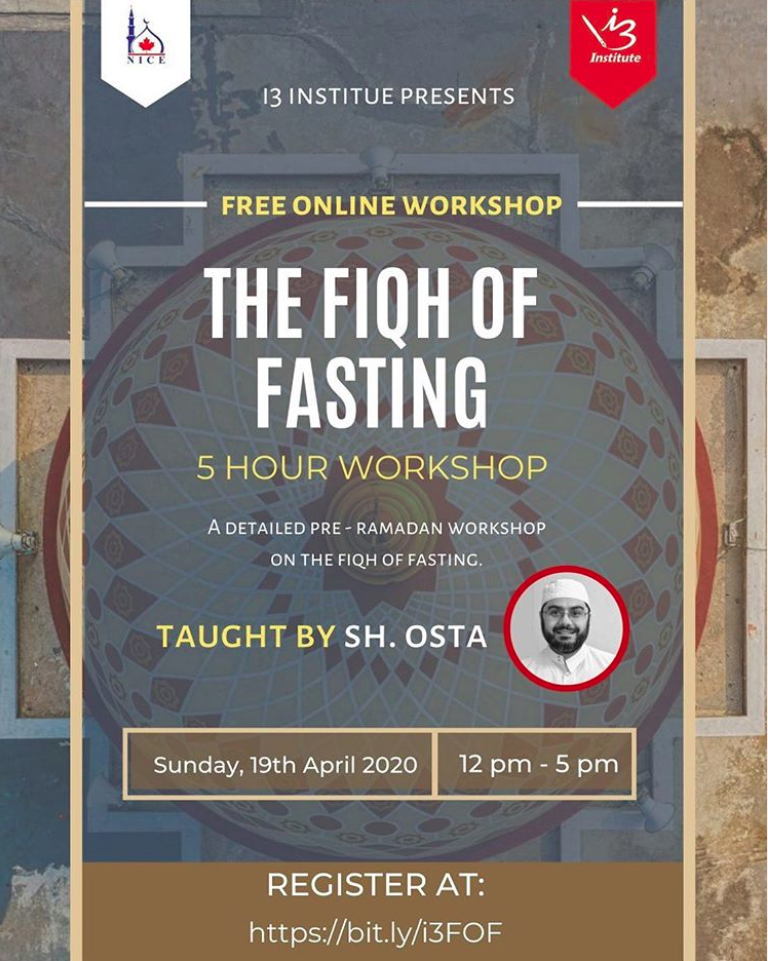 NICE
i3
Institute
I3 INSTITUE PRESENTS
FREE ONLINE WORKSHOP
THE FIQH OF
FASTING
5 HOUR WORKSHOP
A DETAILED PRE - RAMADAN WORKSHOP
ON THE FIQH OF FASTING.
TAUGHT BY SH. OSTA
Sunday, 19th April 2020
12 pm - 5 pm
REGISTER AT:
https://bit.ly/i3FOF